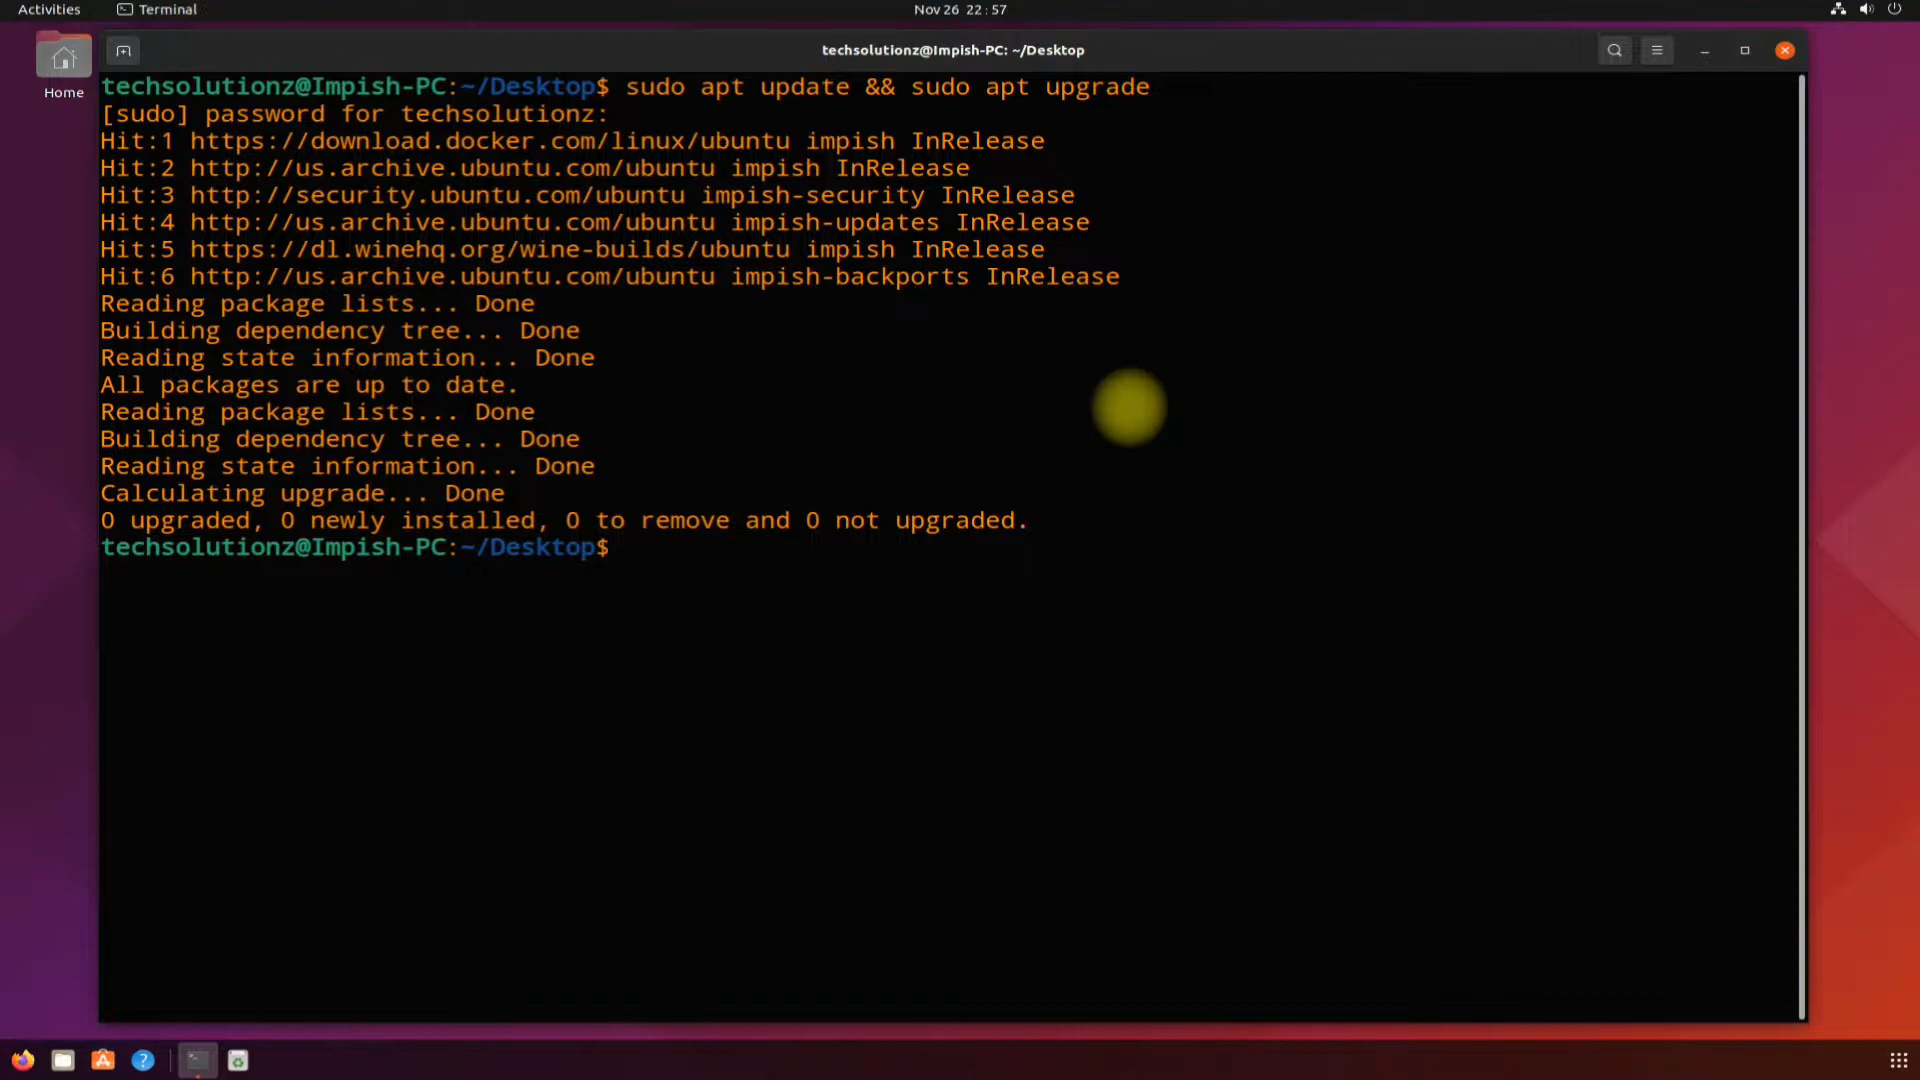 Activities Terminal Nov 26 22:57
techsolutionz@Impish-PC: ~/Desktop
Home
techsolutionz@Impish-PC:~/Desktop$ sudo apt update && sudo apt upgrade
[sudo] password for techsolutionz:
Hit:1 https://download.docker.com/linux/ubuntu impish InRelease
Hit:2 http://us.archive.ubuntu.com/ubuntu impish InRelease
Hit:3 http://security.ubuntu.com/ubuntu impish-security InRelease
Hit:4 http://us.archive.ubuntu.com/ubuntu impish-updates InRelease
Hit:5 https://dl.winehq.org/wine-builds/ubuntu impish InRelease
Hit:6 http://us.archive.ubuntu.com/ubuntu impish-backports InRelease
Reading package lists... Done
Building dependency tree... Done
Reading state information... Done
All packages are up to date.
Reading package lists... Done
Building dependency tree... Done
Reading state information... Done
Calculating upgrade... Done
0 upgraded, 0 newly installed, 0 to remove and 0 not upgraded.
techsolutionz@Impish-PC:~/Desktop$